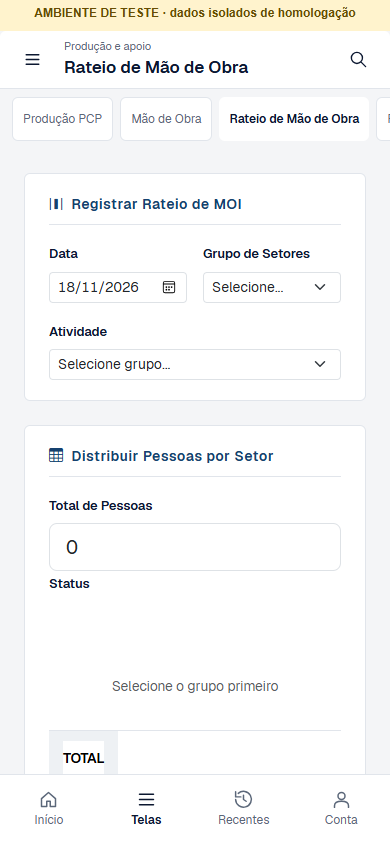 AMBIENTE DE TESTE · dados isolados de homologação
Produção e apoio
Rateio de Mão de Obra
Produção PCP
Mão de Obra
Rateio de Mão de Obra
Registrar Rateio de MOI
Data
Grupo de Setores
18/11/2026
Selecione...
Atividade
Selecione grupo...
Distribuir Pessoas por Setor
Total de Pessoas
0
Status
Selecione o grupo primeiro
TOTAL
Início
Telas
Recentes
Conta